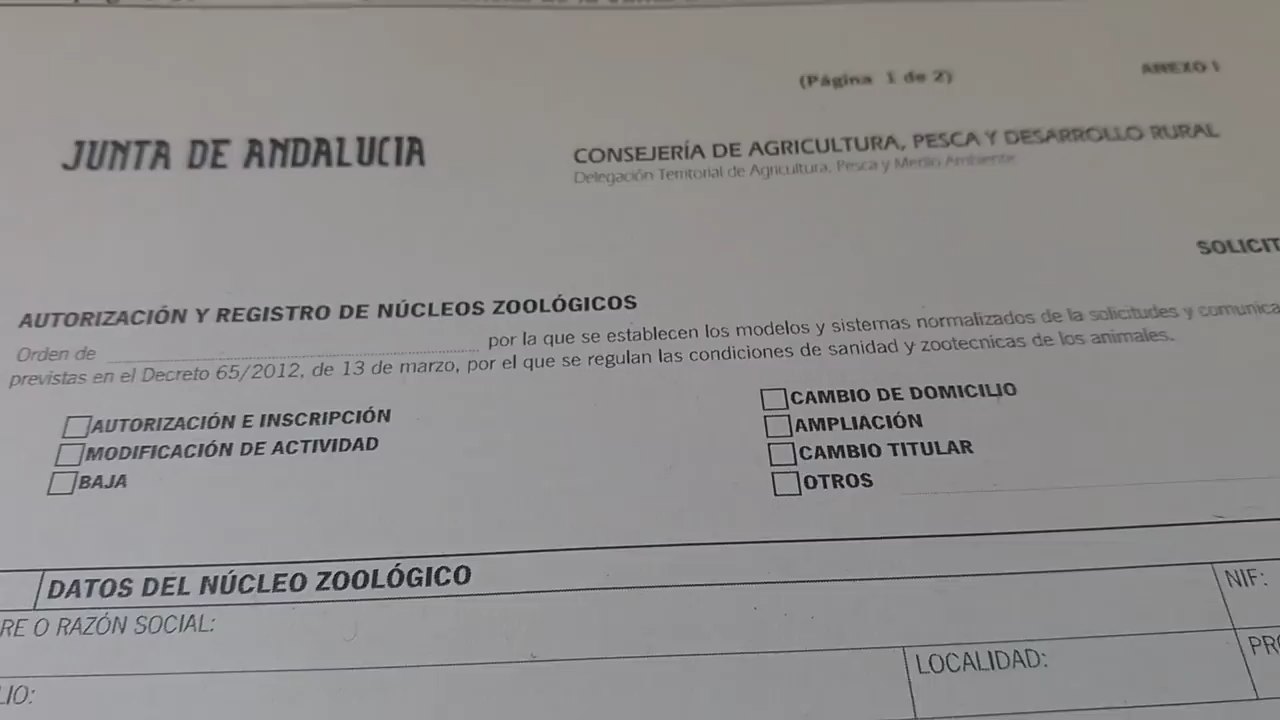 (Página 1 de 2)
ANEXO I
JUNTA DE ANDALUCIA
CONSEJERÍA DE AGRICULTURA, PESCA Y DESARROLLO RURAL
Delegación Territorial de Agricultura, Pesca y Medio Ambiente
SOLICIT
AUTORIZACIÓN Y REGISTRO DE NÚCLEOS ZOOLÓGICOS
Orden de por la que se establecen los modelos y sistemas normalizados de la solicitudes y comunica
previstas en el Decreto 65/2012, de 13 de marzo, por el que se regulan las condiciones de sanidad y zootecnicas de los animales.
AUTORIZACIÓN E INSCRIPCIÓN
MODIFICACIÓN DE ACTIVIDAD
BAJA
CAMBIO DE DOMICILIO
AMPLIACIÓN
CAMBIO TITULAR
OTROS
DATOS DEL NÚCLEO ZOOLÓGICO
RE O RAZÓN SOCIAL:
NIF:
LIO:
LOCALIDAD:
PRO